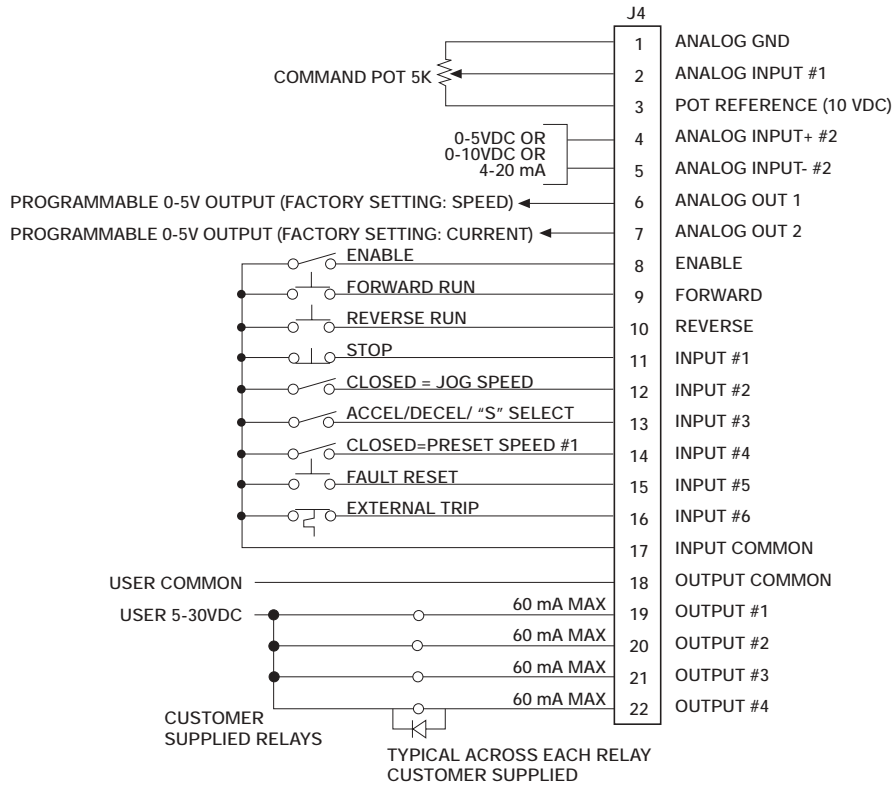 J4
1 ANALOG GND
COMMAND POT 5K 2 ANALOG INPUT #1
3 POT REFERENCE (10 VDC)
0-5VDC OR 4 ANALOG INPUT+ #2
0-10VDC OR
4-20 mA 5 ANALOG INPUT- #2
PROGRAMMABLE 0-5V OUTPUT (FACTORY SETTING: SPEED) 6 ANALOG OUT 1
PROGRAMMABLE 0-5V OUTPUT (FACTORY SETTING: CURRENT) 7 ANALOG OUT 2
ENABLE 8 ENABLE
FORWARD RUN 9 FORWARD
REVERSE RUN 10 REVERSE
STOP 11 INPUT #1
CLOSED = JOG SPEED 12 INPUT #2
ACCEL/DECEL/ “S” SELECT 13 INPUT #3
CLOSED=PRESET SPEED #1 14 INPUT #4
FAULT RESET 15 INPUT #5
EXTERNAL TRIP 16 INPUT #6
17 INPUT COMMON
USER COMMON 18 OUTPUT COMMON
USER 5-30VDC 60 mA MAX 19 OUTPUT #1
60 mA MAX 20 OUTPUT #2
60 mA MAX 21 OUTPUT #3
60 mA MAX 22 OUTPUT #4
CUSTOMER
SUPPLIED RELAYS
TYPICAL ACROSS EACH RELAY
CUSTOMER SUPPLIED